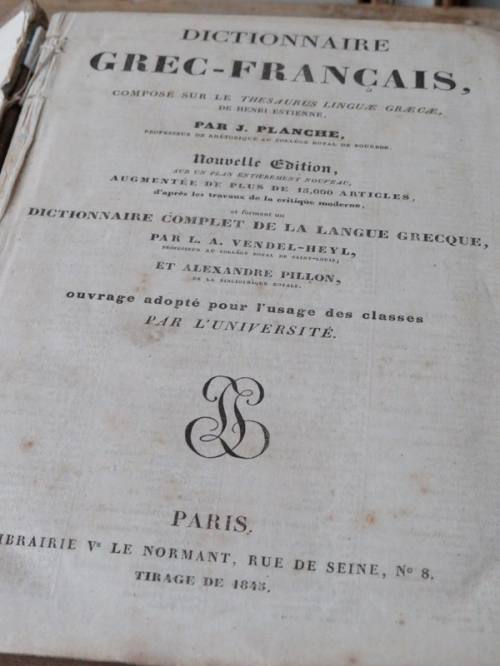 DICTIONNAIRE
GREC-FRANÇAIS,
COMPOSÉ SUR LE THESAURUS LINGUÆ GRÆCÆ,
DE HENRI ESTIENNE,
PAR J. PLANCHE,
PROFESSEUR DE RHÉTORIQUE AU COLLÉGE ROYAL DE BOURBON.
Nouvelle Edition,
SUR UN PLAN ENTIÈREMENT NOUVEAU,
AUGMENTÉE DE PLUS DE 15,000 ARTICLES,
d'après les travaux de la critique moderne,
et formant un
DICTIONNAIRE COMPLET DE LA LANGUE GRECQUE,
PAR L. A. VENDEL-HEYL,
PROFESSEUR AU COLLÉGE ROYAL DE SAINT-LOUIS,
ET ALEXANDRE PILLON,
DE LA BIBLIOTHÈQUE ROYALE.
ouvrage adopté pour l'usage des classes
PAR L'UNIVERSITÉ.
PARIS,
IBRAIRIE Ve LE NORMANT, RUE DE SEINE, No 8.
TIRAGE DE 1845.